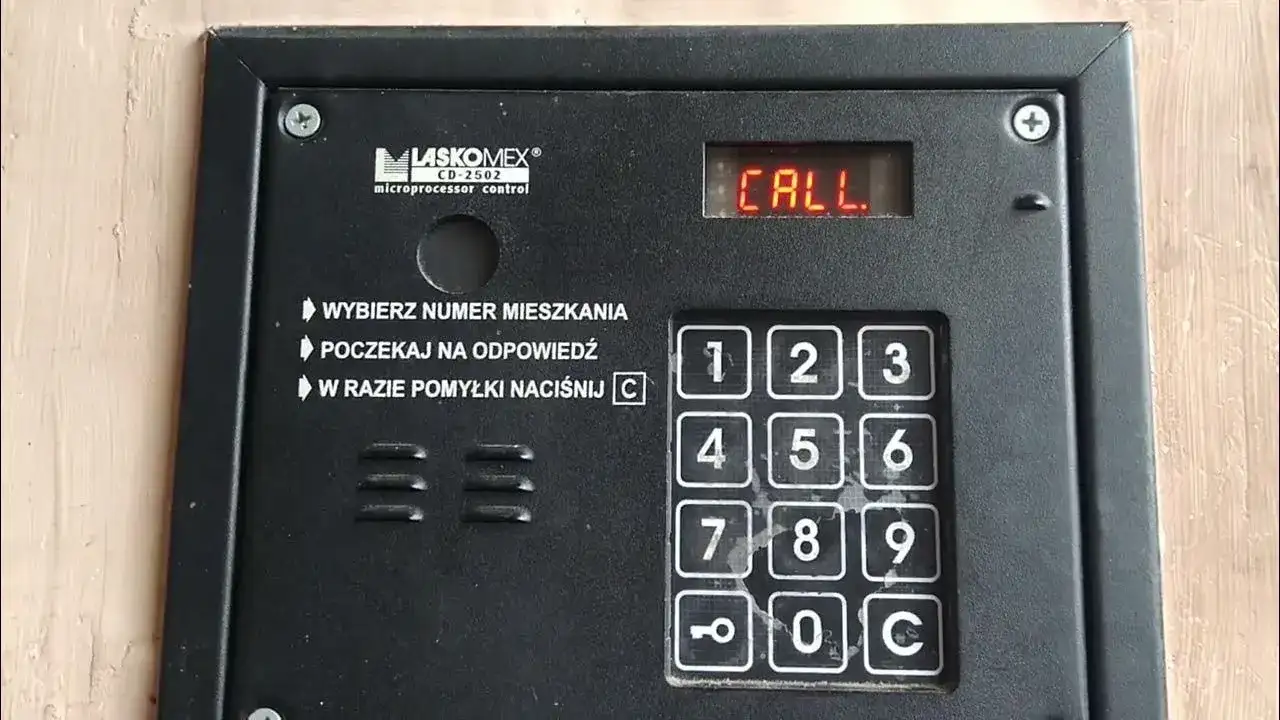 LASKOMEX®
CD-2502
microprocessor control
CALL.
WYBIERZ NUMER MIESZKANIA
POCZEKAJ NA ODPOWIEDŹ
W RAZIE POMYŁKI NACIŚNIJ C
1 2 3
4 5 6
7 8 9
0 C